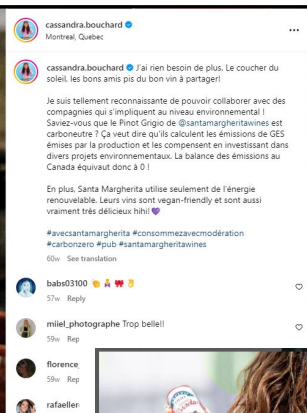 cassandra.bouchard
Montreal, Quebec
cassandra.bouchard J'ai rien besoin de plus. Le coucher du
soleil, les bons amis pis du bon vin à partager!
Je suis tellement reconnaissante de pouvoir collaborer avec des
compagnies qui s'impliquent au niveau environnemental !
Saviez-vous que le Pinot Grigio de @santamargheritawines est
carboneutre ? Ça veut dire qu'ils calculent les émissions de GES
émises par la production et les compensent en investissant dans
divers projets environnementaux. La balance des émissions au
Canada équivaut donc à 0 !
En plus, Santa Margherita utilise seulement de l'énergie
renouvelable. Leurs vins sont vegan-friendly et sont aussi
vraiment très délicieux hihi! 💜
#avecsantamargherita #consommezavecmodération
#carbonzero #pub #santamargheritawines
60w See translation
babs03100
57w Reply
miiel_photographe Trop belle!!
59w Rep
florence
59w Rep
rafaeller